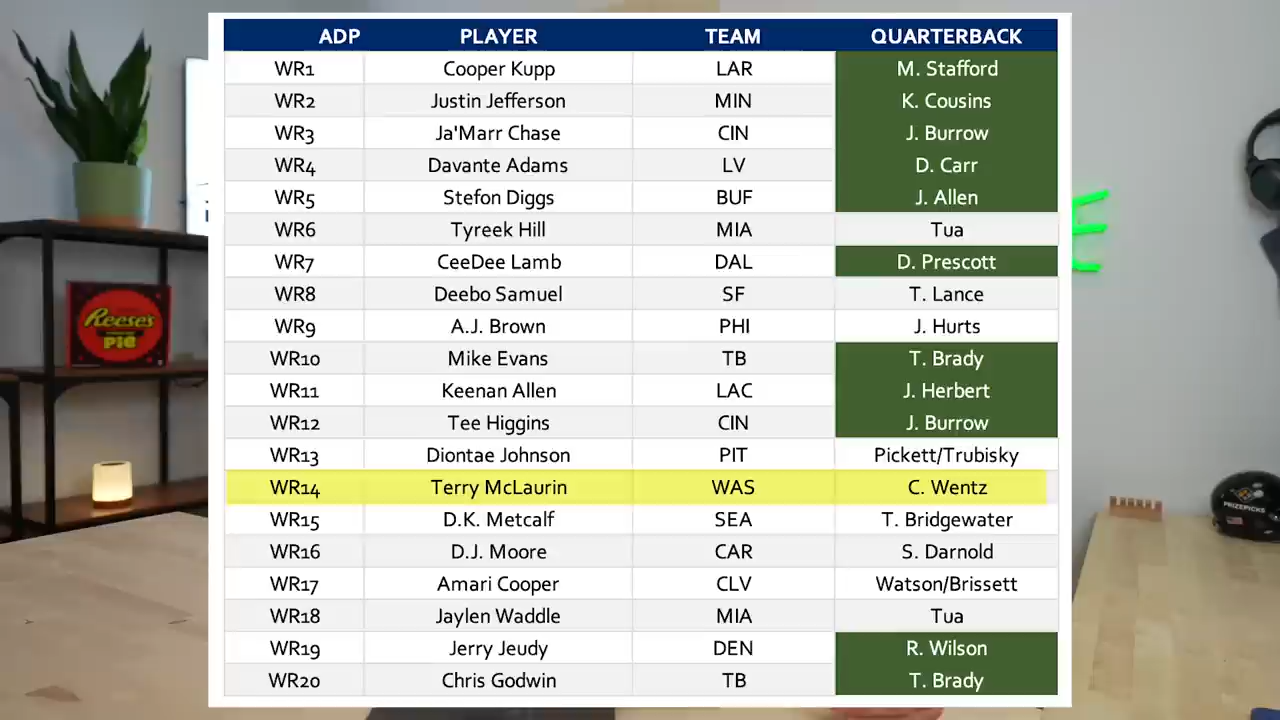 ADP PLAYER TEAM QUARTERBACK
WR1 Cooper Kupp LAR M. Stafford
WR2 Justin Jefferson MIN K. Cousins
WR3 Ja'Marr Chase CIN J. Burrow
WR4 Davante Adams LV D. Carr
WR5 Stefon Diggs BUF J. Allen
WR6 Tyreek Hill MIA Tua
WR7 CeeDee Lamb DAL D. Prescott
WR8 Deebo Samuel SF T. Lance
WR9 A.J. Brown PHI J. Hurts
WR10 Mike Evans TB T. Brady
WR11 Keenan Allen LAC J. Herbert
WR12 Tee Higgins CIN J. Burrow
WR13 Diontae Johnson PIT Pickett/Trubisky
WR14 Terry McLaurin WAS C. Wentz
WR15 D.K. Metcalf SEA T. Bridgewater
WR16 D.J. Moore CAR S. Darnold
WR17 Amari Cooper CLV Watson/Brissett
WR18 Jaylen Waddle MIA Tua
WR19 Jerry Jeudy DEN R. Wilson
WR20 Chris Godwin TB T. Brady
Reese's
PIE
PRIZEPICKS